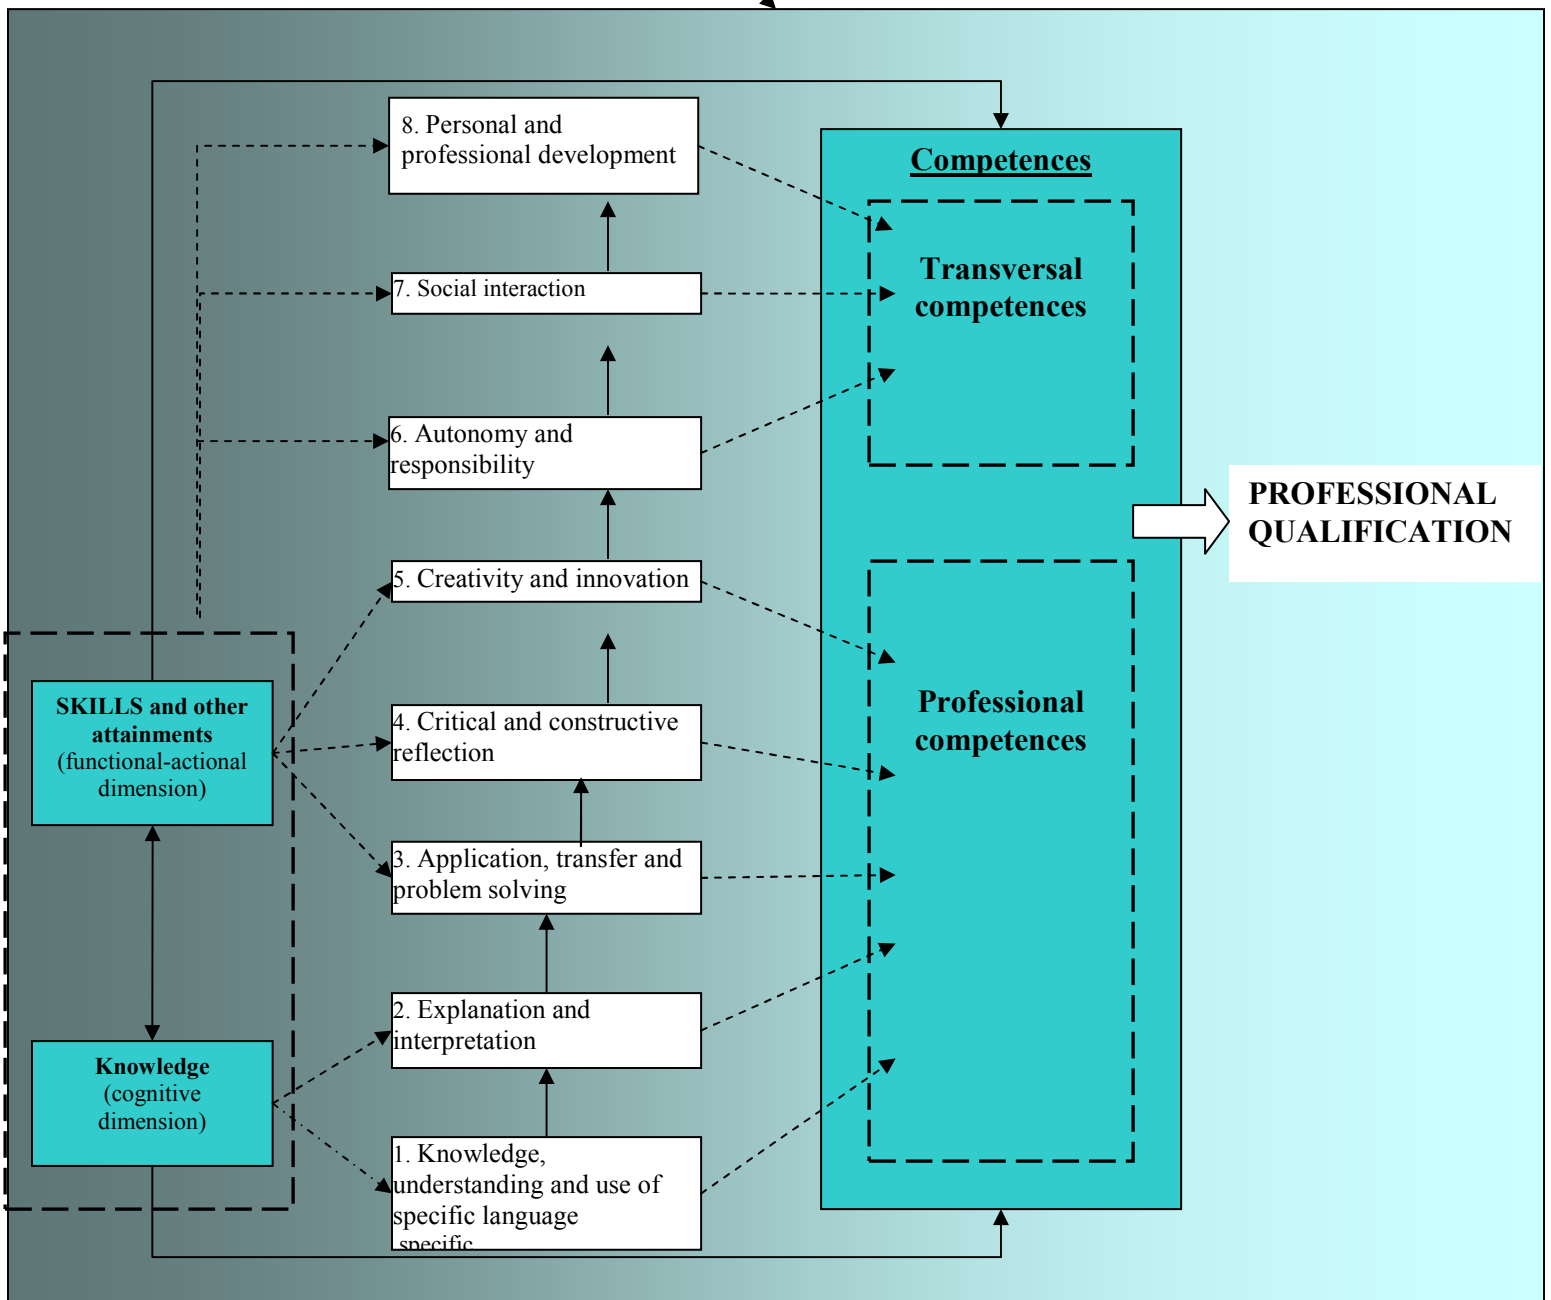 8. Personal and
professional development
Competences
Transversal
competences
7. Social interaction
6. Autonomy and
responsibility
PROFESSIONAL
QUALIFICATION
5. Creativity and innovation
SKILLS and other
attainments
(functional-actional
dimension)
4. Critical and constructive
reflection
Professional
competences
3. Application, transfer and
problem solving
2. Explanation and
interpretation
Knowledge
(cognitive
dimension)
1. Knowledge,
understanding and use of
specific language
specific